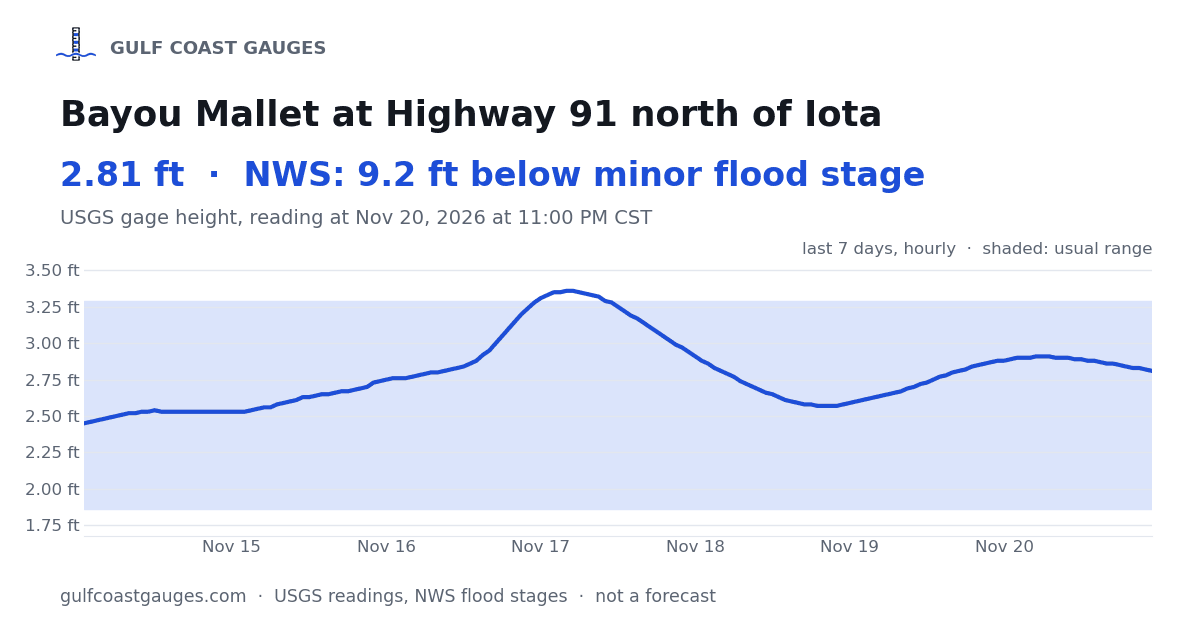 GULF COAST GAUGES
Bayou Mallet at Highway 91 north of Iota
2.81 ft · NWS: 9.2 ft below minor flood stage
USGS gage height, reading at Nov 20, 2026 at 11:00 PM CST
last 7 days, hourly · shaded: usual range
3.50 ft
3.25 ft
3.00 ft
2.75 ft
2.50 ft
2.25 ft
2.00 ft
1.75 ft
Nov 15 Nov 16 Nov 17 Nov 18 Nov 19 Nov 20
gulfcoastgauges.com · USGS readings, NWS flood stages · not a forecast